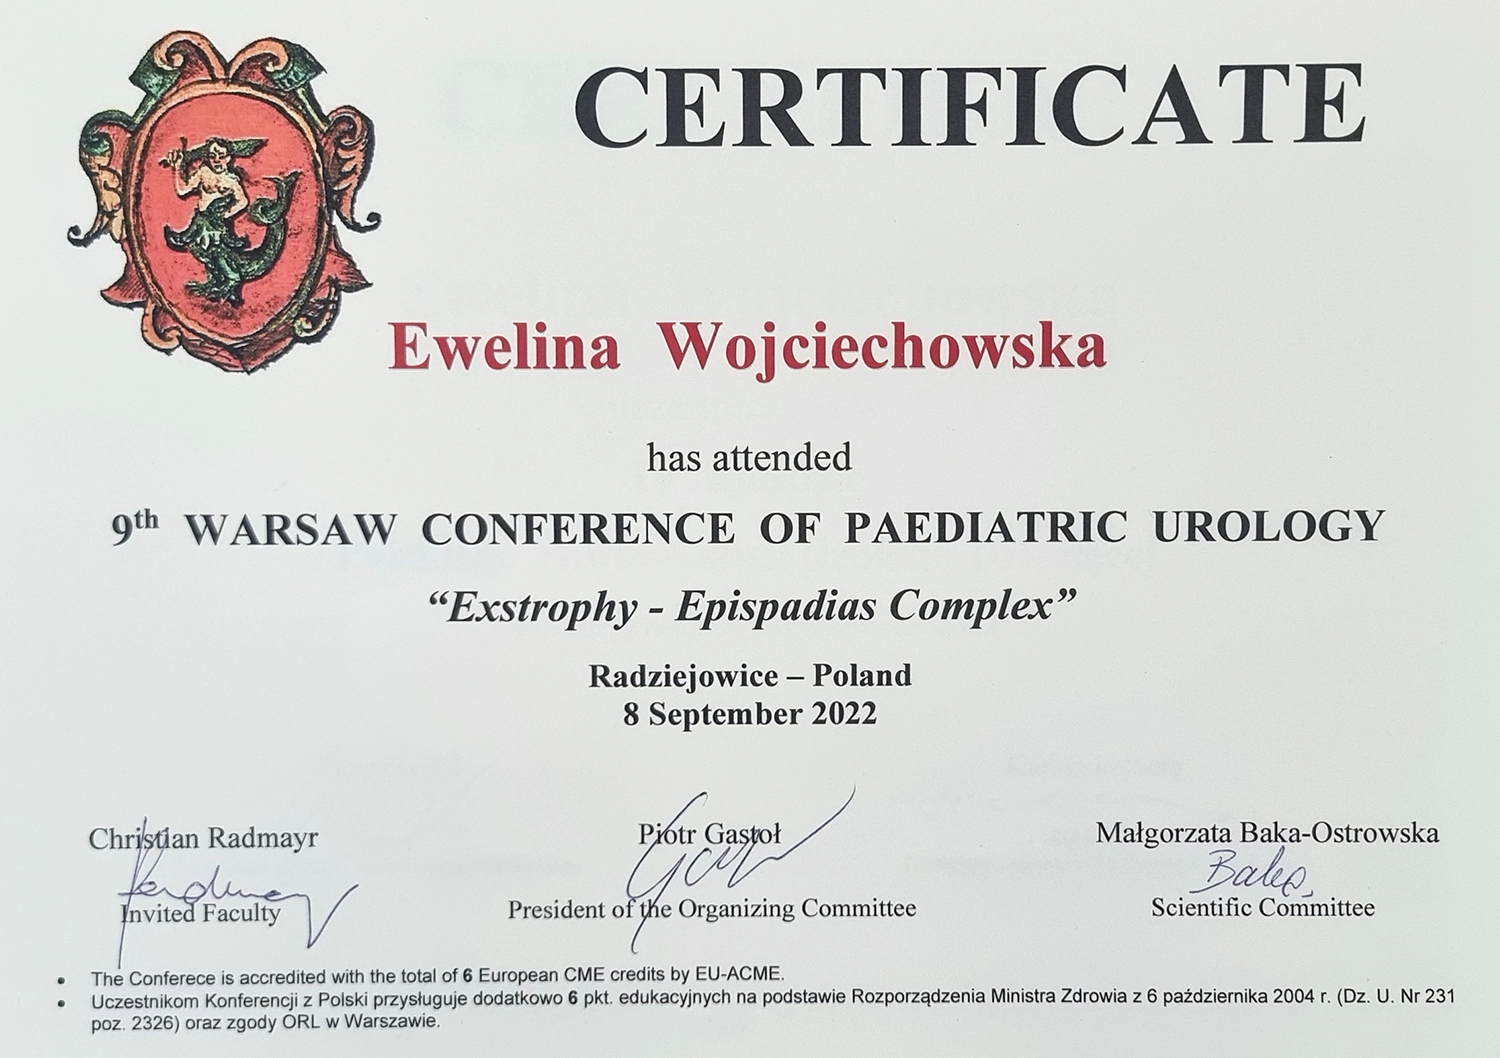 CERTIFICATE
Ewelina Wojciechowska
has attended
9th WARSAW CONFERENCE OF PAEDIATRIC UROLOGY
“Exstrophy - Epispadias Complex”
Radziejowice – Poland
8 September 2022
Christian Radmayr
Invited Faculty
Piotr Gastoł
President of the Organizing Committee
Małgorzata Baka-Ostrowska
Baka
Scientific Committee
• The Conferece is accredited with the total of 6 European CME credits by EU-ACME.
• Uczestnikom Konferencji z Polski przysługuje dodatkowo 6 pkt. edukacyjnych na podstawie Rozporządzenia Ministra Zdrowia z 6 października 2004 r. (Dz. U. Nr 231
poz. 2326) oraz zgody ORL w Warszawie.